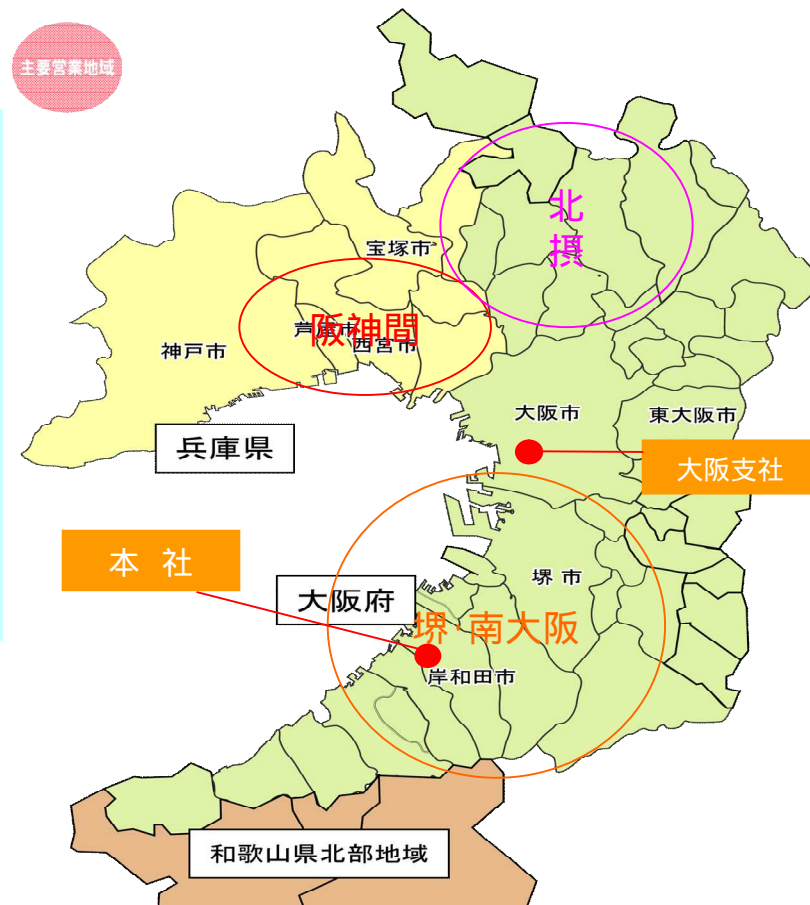 主要営業地域
北
摂
宝塚市
阪神間
芦屋市
西宮市
神戸市
大阪市
東大阪市
兵庫県
大阪支社
本 社
堺市
大阪府
堺・南大阪
岸和田市
和歌山県北部地域